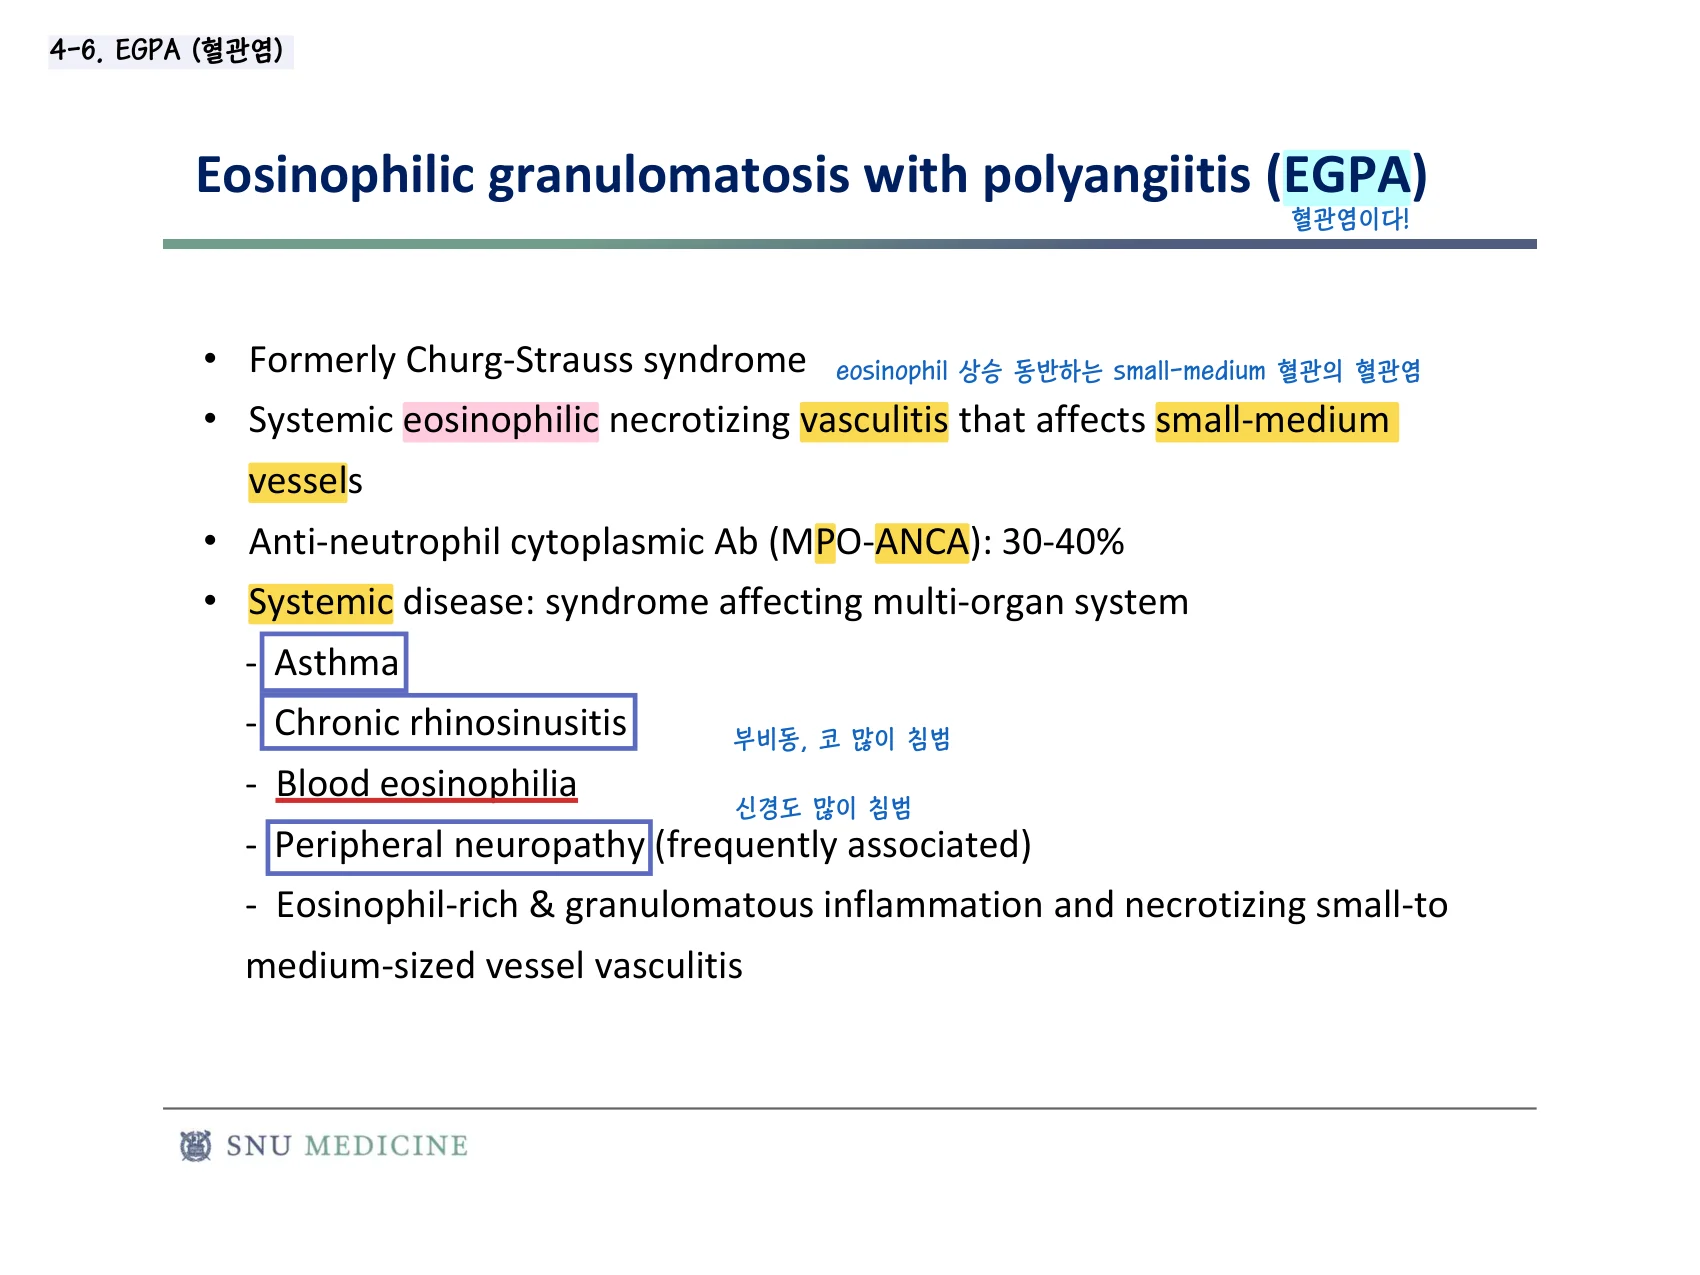 4-6. EGPA (혈관염)
Eosinophilic granulomatosis with polyangiitis (EGPA)
혈관염이다!
• Formerly Churg-Strauss syndrome
eosinophil 상승 동반하는 small-medium 혈관의 혈관염
• Systemic eosinophilic necrotizing vasculitis that affects small-medium
vessels
• Anti-neutrophil cytoplasmic Ab (MPO-ANCA): 30-40%
• Systemic disease: syndrome affecting multi-organ system
- Asthma
- Chronic rhinosinusitis
부비동, 코 많이 침범
- Blood eosinophilia
신경도 많이 침범
- Peripheral neuropathy (frequently associated)
- Eosinophil-rich & granulomatous inflammation and necrotizing small-to
medium-sized vessel vasculitis
SNU MEDICINE